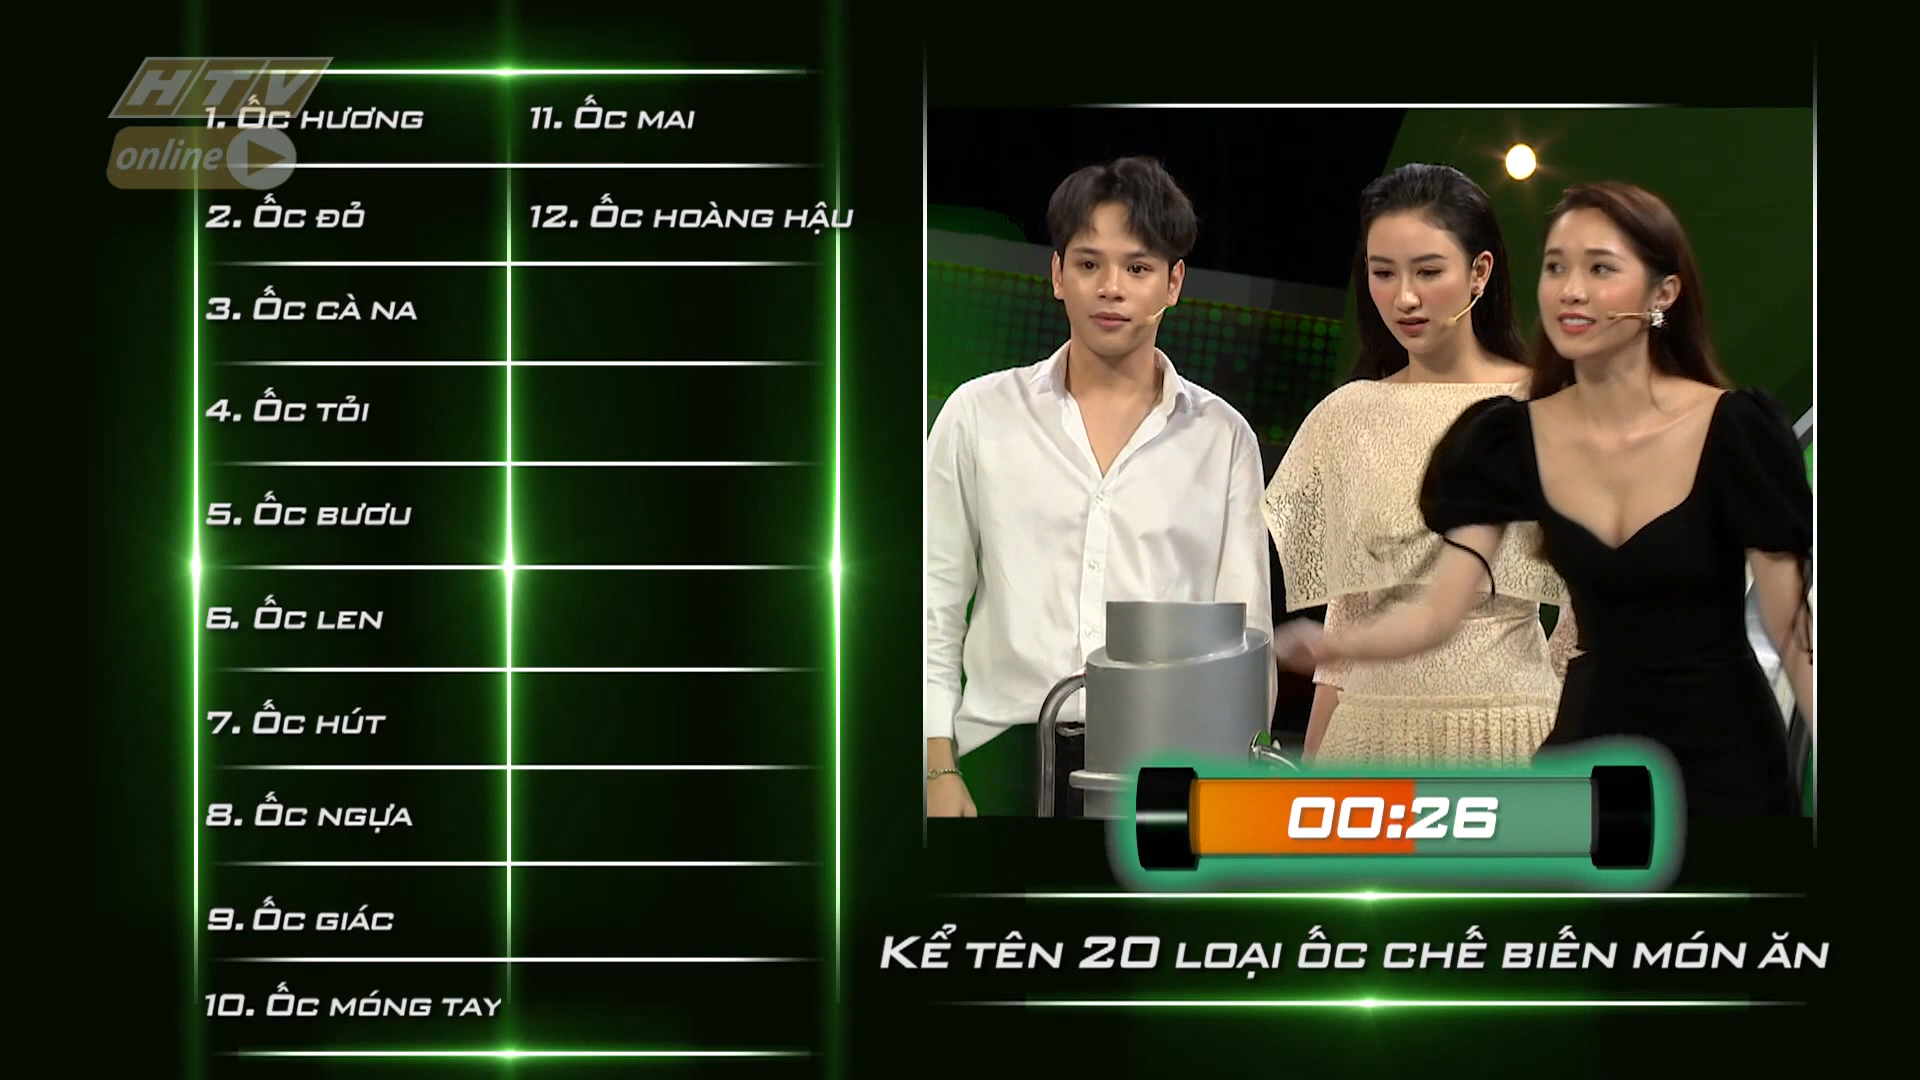 HTV
online
1. ỐC HƯƠNG
2. ỐC ĐỎ
3. ỐC CÀ NA
4. ỐC TỎI
5. ỐC BƯƠU
6. ỐC LEN
7. ỐC HÚT
8. ỐC NGỰA
9. ỐC GIÁC
10. ỐC MÓNG TAY
11. ỐC MAI
12. ỐC HOÀNG HẬU
00:26
KỂ TÊN 20 LOẠI ỐC CHẾ BIẾN MÓN ĂN